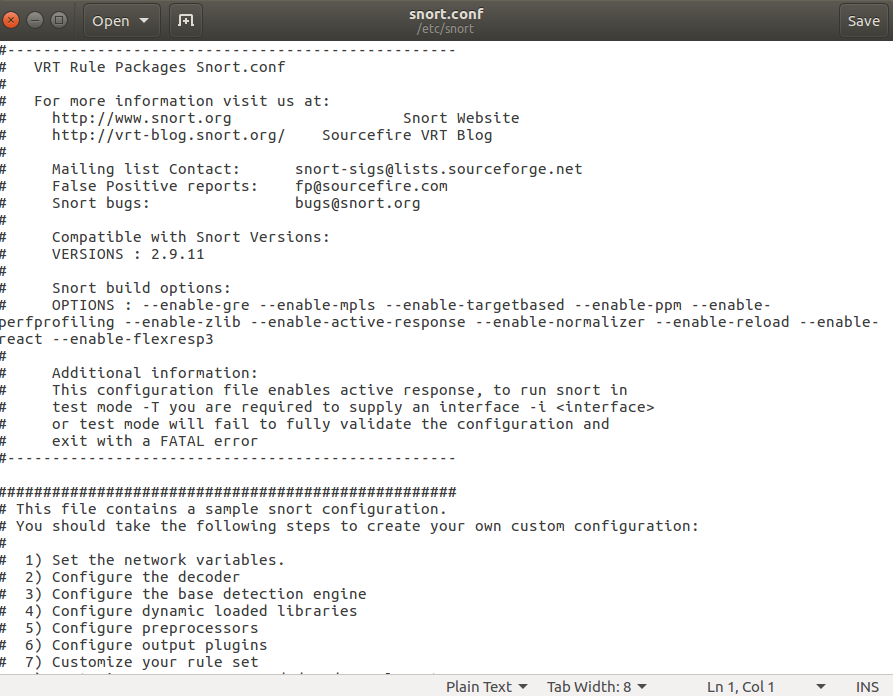 Open
snort.conf
/etc/snort
Save
#--------------------------------------------------
#   VRT Rule Packages Snort.conf
#
#   For more information visit us at:
#     http://www.snort.org                   Snort Website
#     http://vrt-blog.snort.org/    Sourcefire VRT Blog
#
#     Mailing list Contact:      snort-sigs@lists.sourceforge.net
#     False Positive reports:    fp@sourcefire.com
#     Snort bugs:                bugs@snort.org
#
#     Compatible with Snort Versions:
#     VERSIONS : 2.9.11
#
#     Snort build options:
#     OPTIONS : --enable-gre --enable-mpls --enable-targetbased --enable-ppm --enable-
perfprofiling --enable-zlib --enable-active-response --enable-normalizer --enable-reload --enable-
react --enable-flexresp3
#
#     Additional information:
#     This configuration file enables active response, to run snort in
#     test mode -T you are required to supply an interface -i <interface>
#     or test mode will fail to fully validate the configuration and
#     exit with a FATAL error
#--------------------------------------------------

###################################################
# This file contains a sample snort configuration.
# You should take the following steps to create your own custom configuration:
#
#  1) Set the network variables.
#  2) Configure the decoder
#  3) Configure the base detection engine
#  4) Configure dynamic loaded libraries
#  5) Configure preprocessors
#  6) Configure output plugins
#  7) Customize your rule set
Plain Text
Tab Width: 8
Ln 1, Col 1
INS